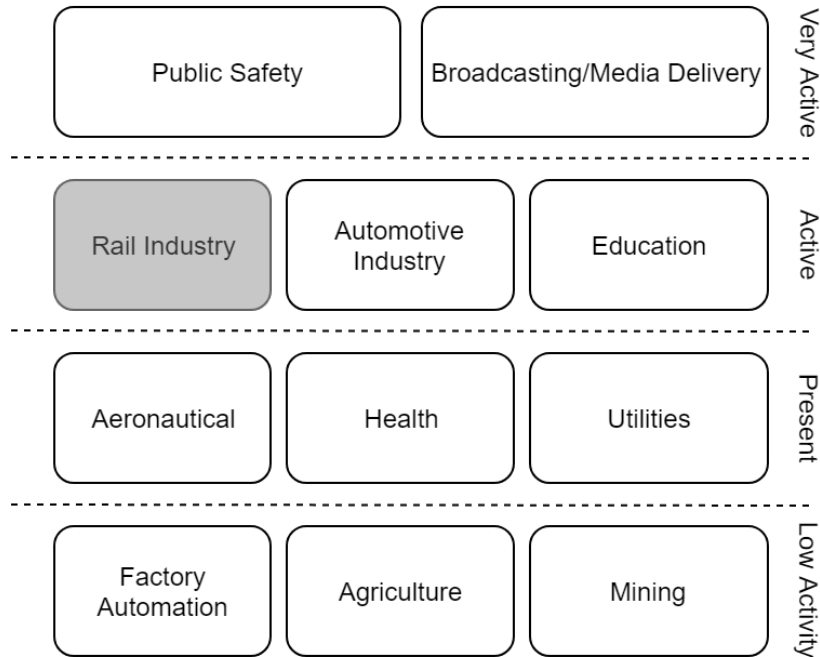 Public Safety
Broadcasting/Media Delivery
Very Active
Rail Industry
Automotive
Industry
Education
Active
Aeronautical
Health
Utilities
Present
Factory
Automation
Agriculture
Mining
Low Activity